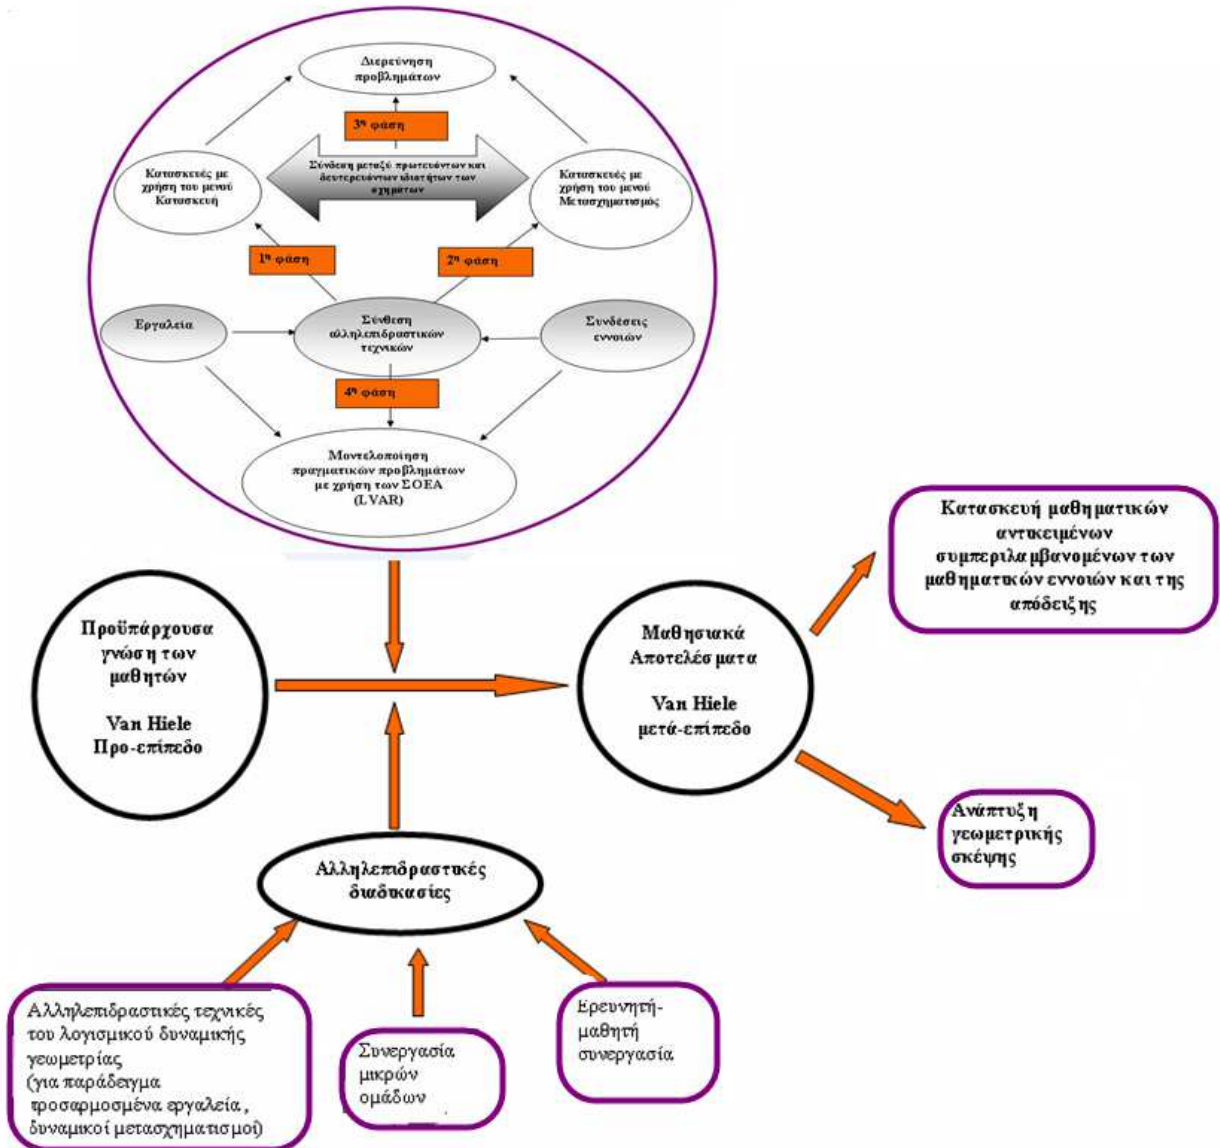 Διερεύνηση
προβλημάτων
3η φάση
Σύνδεση μεταξύ πρωτευόντων και
δευτερευόντων ιδιοτήτων των
σχημάτων
Κατασκευές με
χρήση του μενού
Κατασκευή
Κατασκευές με
χρήση του μενού
Μετασχηματισμός
1η φάση
2η φάση
Εργαλεία
Σύνθεση
αλληλεπιδραστικών
τεχνικών
Συνδέσεις
εννοιών
4η φάση
Μοντελοποίηση
πραγματικών προβλημάτων
με χρήση των ΣΟΕΑ
(LVAR)
Κατασκευή μαθηματικών
αντικειμένων
συμπεριλαμβανομένων των
μαθηματικών εννοιών και της
απόδειξης
Προϋπάρχουσα
γνώση των
μαθητών
Van Hiele
Προ-επίπεδο
Μαθησιακά
Αποτελέσματα
Van Hiele
μετά-επίπεδο
Ανάπτυξη
γεωμετρικής
σκέψης
Αλληλεπιδραστικές
διαδικασίες
Αλληλεπιδραστικές τεχνικές
του λογισμικού δυναμικής
γεωμετρίας
(για παράδειγμα
προσαρμοσμένα εργαλεία,
δυναμικοί μετασχηματισμοί)
Συνεργασία
μικρών
ομάδων
Ερευνητή-
μαθητή
συνεργασία